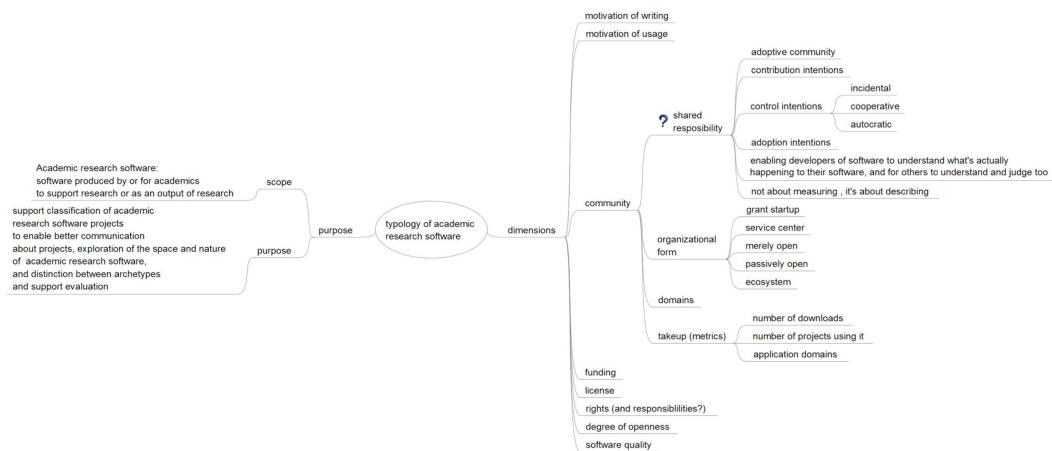 Academic research software:
software produced by or for academics
to support research or as an output of research
scope
support classification of academic
research software projects
to enable better communication
about projects, exploration of the space and nature
of academic research software,
and distinction between archetypes
and support evaluation
purpose
purpose
typology of academic
research software
dimensions
motivation of writing
motivation of usage
community
? shared
resposibility
adoptive community
contribution intentions
control intentions
incidental
cooperative
autocratic
adoption intentions
enabling developers of software to understand what's actually
happening to their software, and for others to understand and judge too
not about measuring , it's about describing
organizational
form
grant startup
service center
merely open
passively open
ecosystem
domains
takeup (metrics)
number of downloads
number of projects using it
application domains
funding
license
rights (and responsiblilities?)
degree of openness
software quality